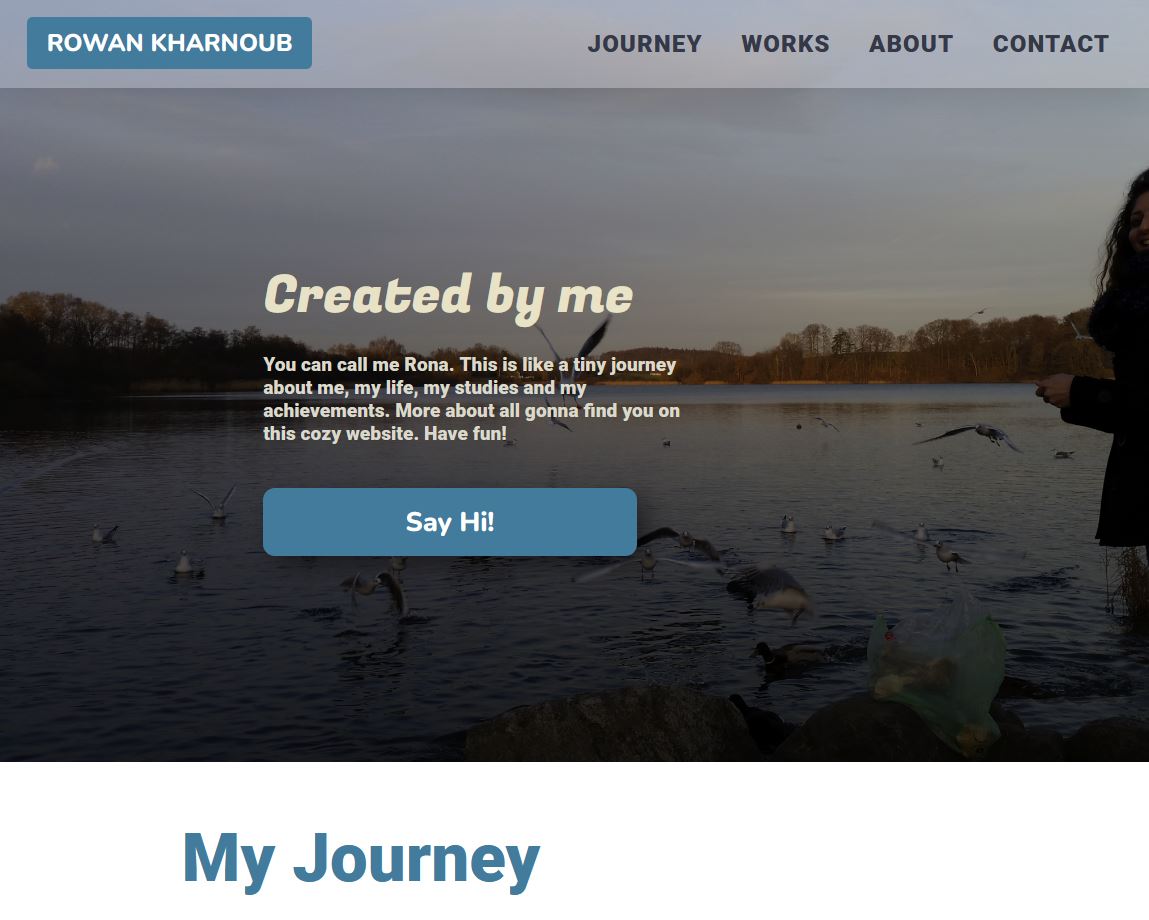 ROWAN KHARNOUB
JOURNEY WORKS ABOUT CONTACT
Created by me
You can call me Rona. This is like a tiny journey
about me, my life, my studies and my
achievements. More about all gonna find you on
this cozy website. Have fun!
Say Hi!
My Journey